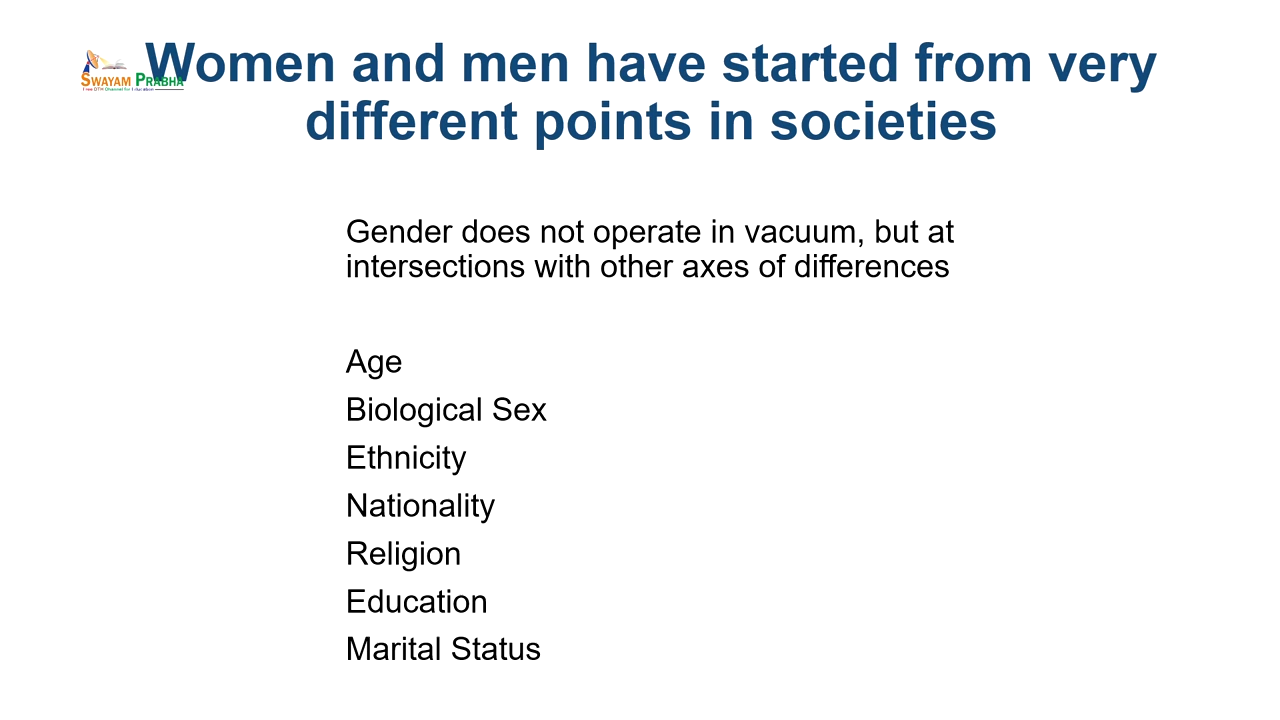 Women and men have started from very
different points in societies
SWAYAM PRABHA
Gender does not operate in vacuum, but at
intersections with other axes of differences
Age
Biological Sex
Ethnicity
Nationality
Religion
Education
Marital Status